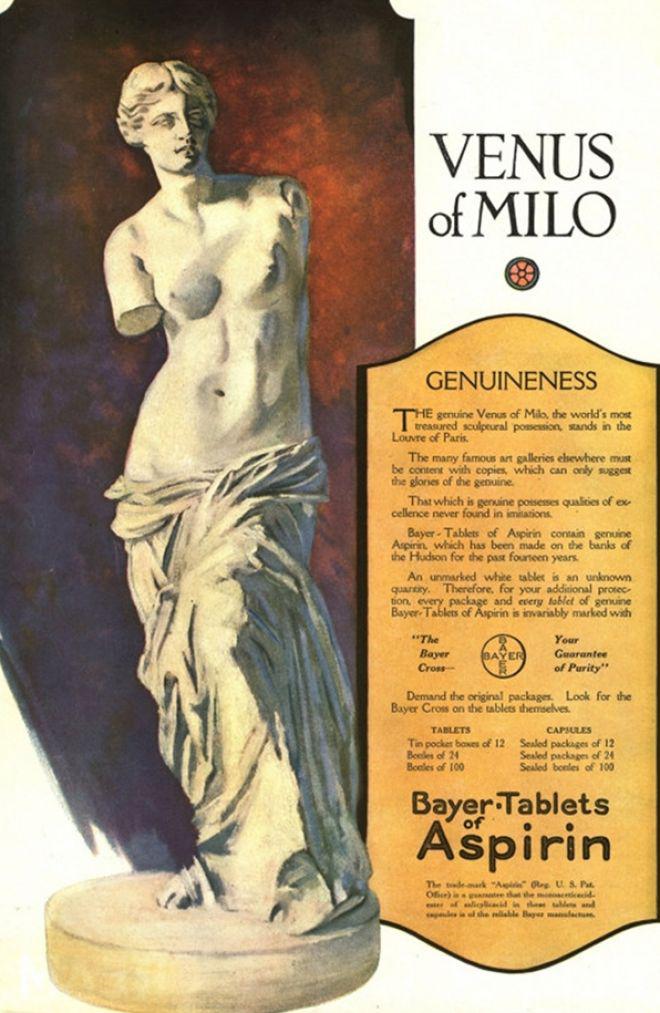 VENUS
of MILO
GENUINENESS
THE genuine Venus of Milo, the world's most
treasured sculptural possession, stands in the
Louvre of Paris.
The many famous art galleries elsewhere must
be content with copies, which can only suggest
the glories of the genuine.
That which is genuine possesses qualities of ex-
cellence never found in imitations.
Bayer-Tablets of Aspirin contain genuine
Aspirin, which has been made on the banks of
the Hudson for the past fourteen years.
An unmarked white tablet is an unknown
quantity. Therefore, for your additional protec-
tion, every package and every tablet of genuine
Bayer-Tablets of Aspirin is invariably marked with
"The
Bayer
Cross—
BAYER
BAYER
Your
Guarantee
of Purity"
Demand the original packages. Look for the
Bayer Cross on the tablets themselves.
TABLETS
Tin pocket boxes of 12
Bottles of 24
Bottles of 100
CAPSULES
Sealed packages of 12
Sealed packages of 24
Sealed bottles of 100
Bayer-Tablets
of
Aspirin
The trade-mark "Aspirin" (Reg. U. S. Pat.
Office) is a guarantee that the monoaceticacid-
ester of salicylicacid in these tablets and
capsules is of the reliable Bayer manufacture.